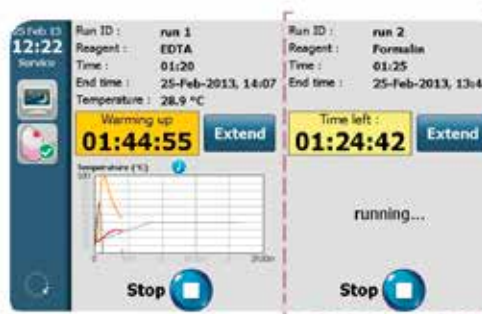 25 Feb 13
12:22
Service
Run ID : run 1
Reagent : EDTA
Time : 01:20
End time : 25-Feb-2013, 14:07
Temperature : 28.9 °C
Warming up
01:44:55
Extend
Temperature (°C)
Stop
Run ID : run 2
Reagent : Formalin
Time : 01:25
End time : 25-Feb-2013, 13:4
Time left :
01:24:42
Extend
running...
Stop